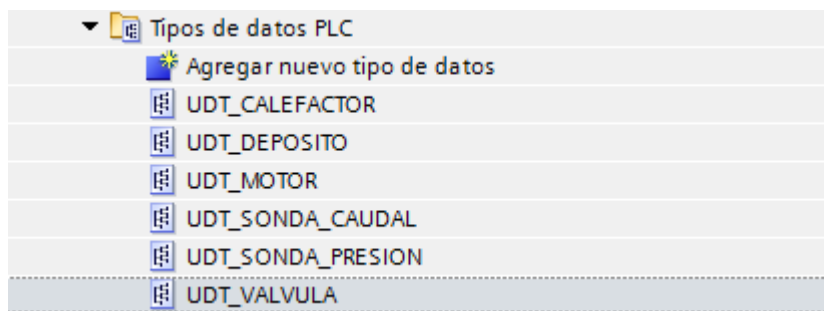 Tipos de datos PLC
Agregar nuevo tipo de datos
UDT_CALEFACTOR
UDT_DEPOSITO
UDT_MOTOR
UDT_SONDA_CAUDAL
UDT_SONDA_PRESION
UDT_VALVULA